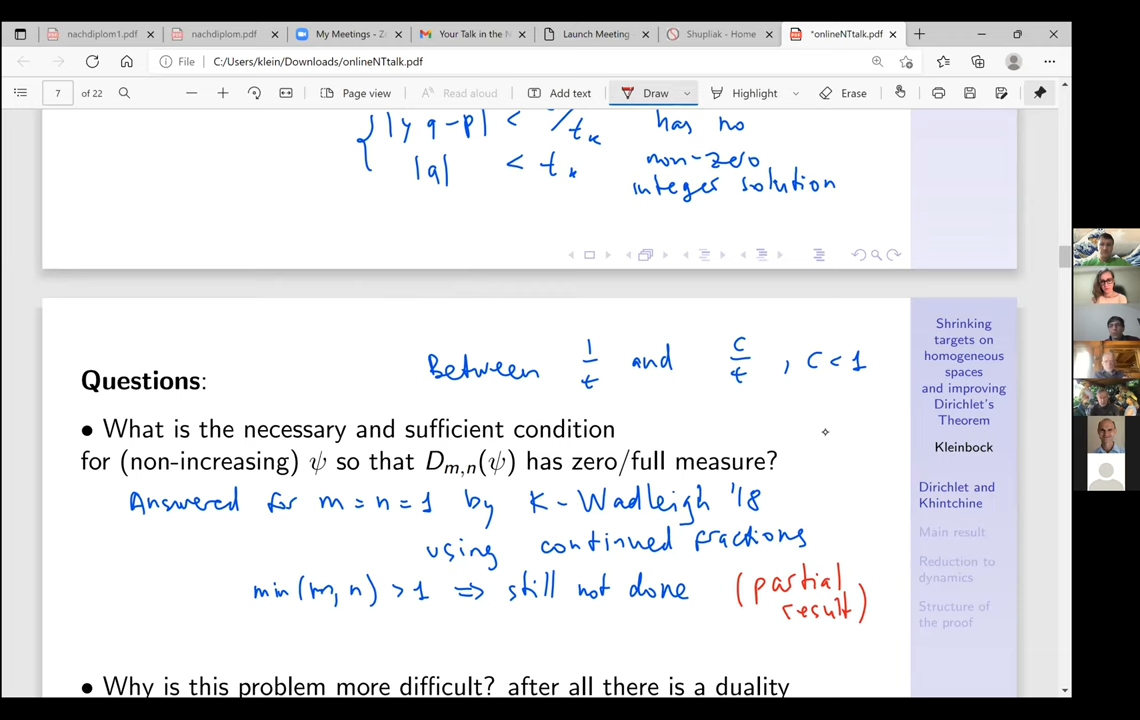 nachdiplom1.pdf
nachdiplom.pdf
My Meetings - Z
Your Talk in the N
Launch Meeting
Shupliak - Home
*onlineNTtalk.pdf
File
C:/Users/klein/Downloads/onlineNTtalk.pdf
7 of 22
Page view
Read aloud
Add text
Draw
Highlight
Erase
|y q-p| < /t_k has no
|q| < t_k non-zero
integer solution
Between 1/t and c/t , c < 1
Questions:
• What is the necessary and sufficient condition
for (non-increasing) ψ so that D_{m,n}(ψ) has zero/full measure?
Answered for m = n = 1 by K - Wadleigh '18
using continued fractions
min(m, n) > 1 ⇒ still not done (partial
result)
• Why is this problem more difficult? after all there is a duality
Shrinking
targets on
homogeneous
spaces
and improving
Dirichlet's
Theorem
Kleinbock
Dirichlet and
Khintchine
Main result
Reduction to
dynamics
Structure of
the proof